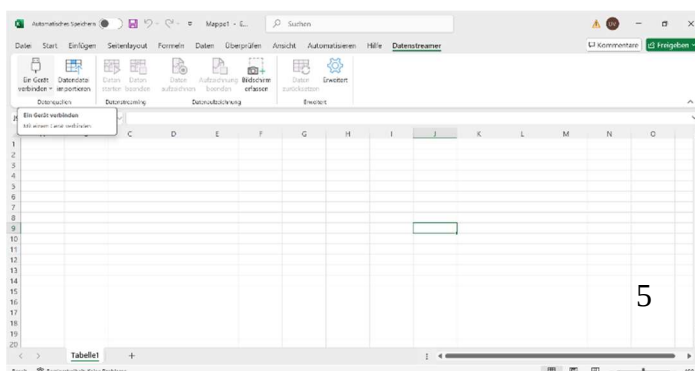 Automatisches Speichern Mappe1 - E... Suchen
Datei Start Einfügen Seitenlayout Formeln Daten Überprüfen Ansicht Automatisieren Hilfe Datenstreamer Kommentare Freigeben
Ein Gerät verbinden Datendatei importieren Daten starten Daten beenden Daten aufzeichnen Aufzeichnung beenden Bildschirm erfassen Daten zurücksetzen Erweitert
Datenquellen Datenstreaming Datenaufzeichnung Erweitert
Ein Gerät verbinden
Mit einem Gerät verbinden
C D E F G H I J K L M N O
1
2
3
4
5
6
7
8
9
10
11
12
13
14
15
5
16
17
18
19
20
Tabelle1 +